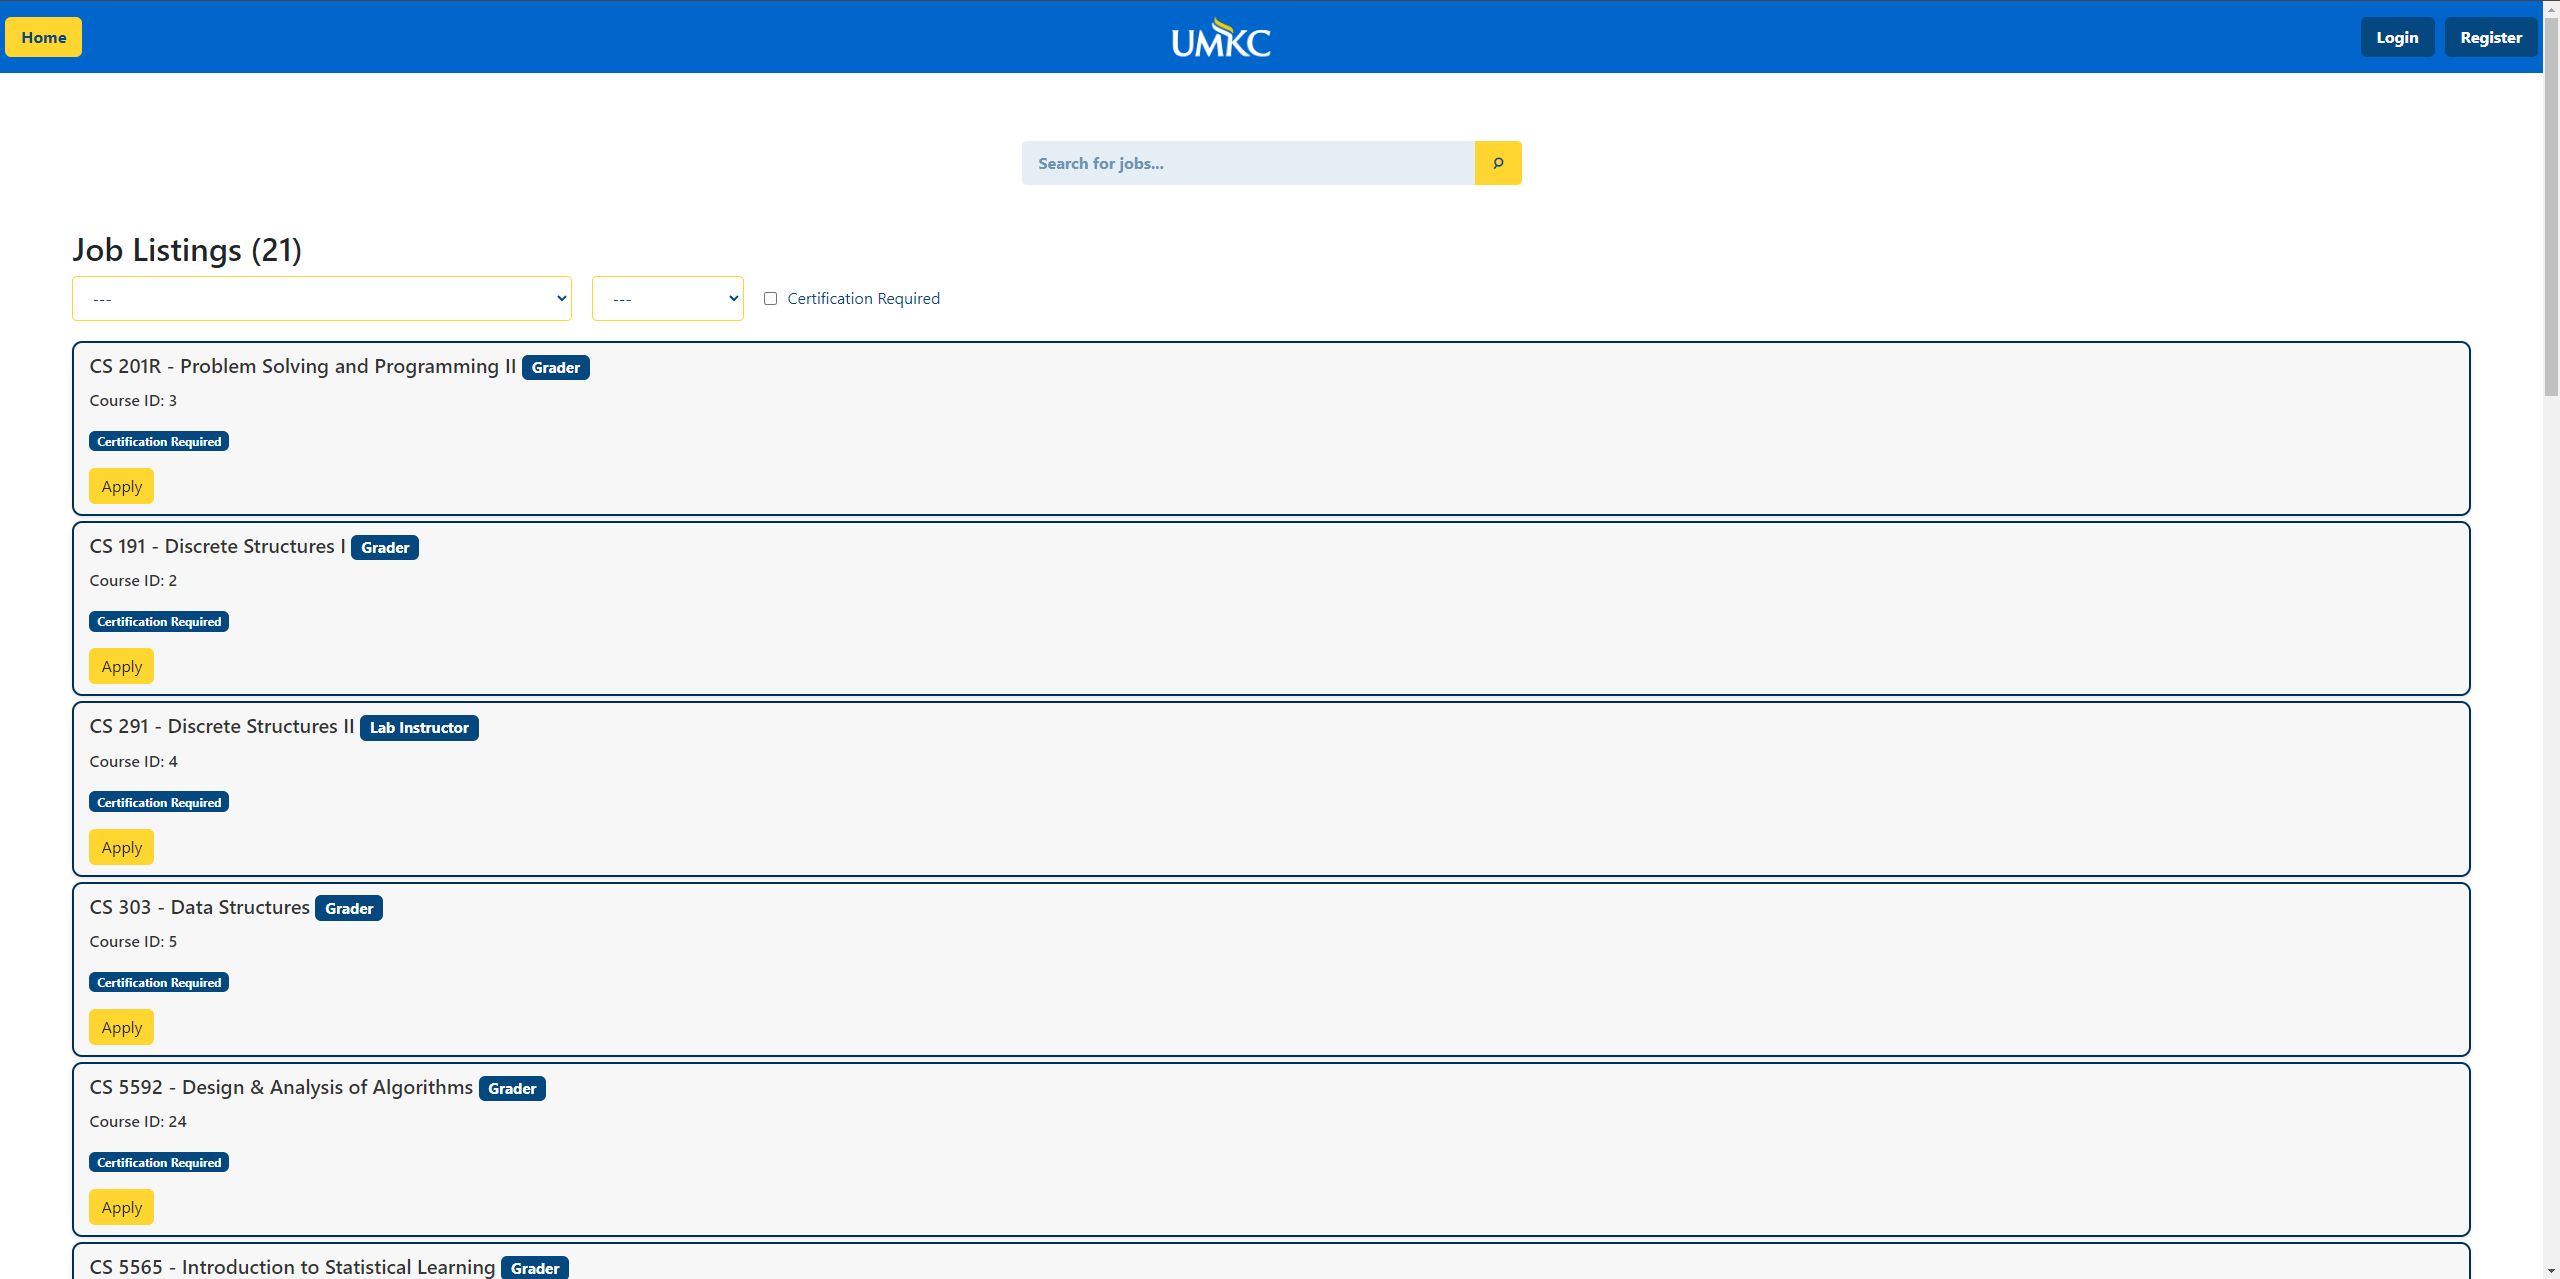 Home
UMKC
Login
Register
Search for jobs...
Job Listings (21)
---
---
Certification Required
CS 201R - Problem Solving and Programming II Grader
Course ID: 3
Certification Required
Apply
CS 191 - Discrete Structures I Grader
Course ID: 2
Certification Required
Apply
CS 291 - Discrete Structures II Lab Instructor
Course ID: 4
Certification Required
Apply
CS 303 - Data Structures Grader
Course ID: 5
Certification Required
Apply
CS 5592 - Design & Analysis of Algorithms Grader
Course ID: 24
Certification Required
Apply
CS 5565 - Introduction to Statistical Learning Grader